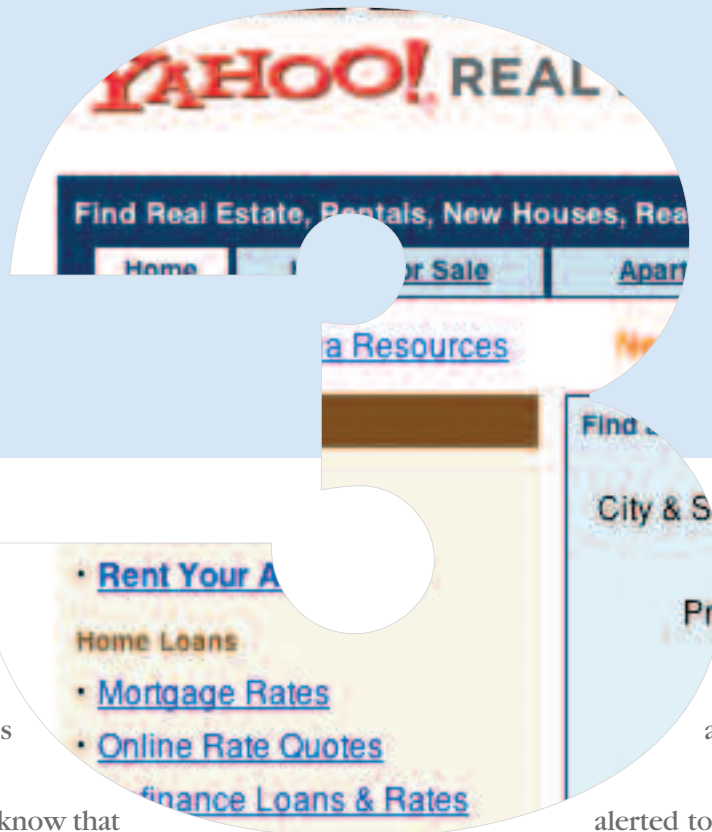 YAHOO! REAL
Find Real Estate, Rentals, New Houses, Rea
Home or Sale Apart
a Resources Ne
Find a
City & S
· Rent Your A
Pr
Home Loans
· Mortgage Rates
s a
· Online Rate Quotes
finance Loans & Rates
know that alerted to